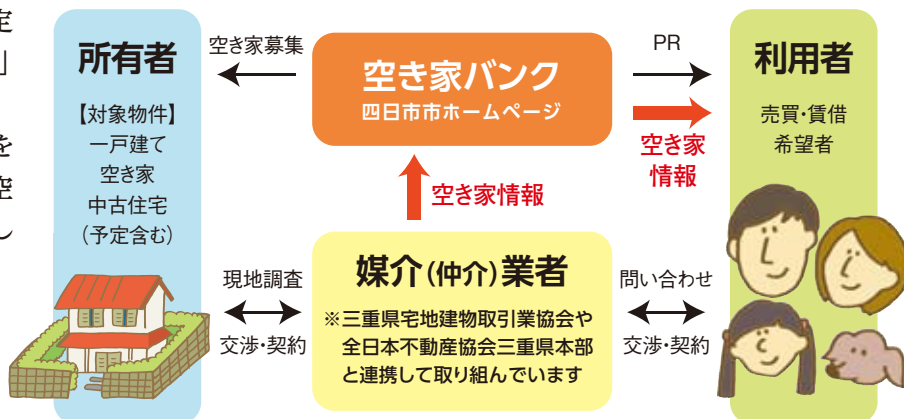 定
」
を
空
し
所有者
【対象物件】
一戸建て
空き家
中古住宅
(予定含む)
空き家募集
空き家バンク
四日市市ホームページ
PR
空き家
情報
利用者
売買・賃借
希望者
空き家情報
現地調査
交渉・契約
媒介(仲介)業者
※三重県宅地建物取引業協会や
全日本不動産協会三重県本部
と連携して取り組んでいます
問い合わせ
交渉・契約